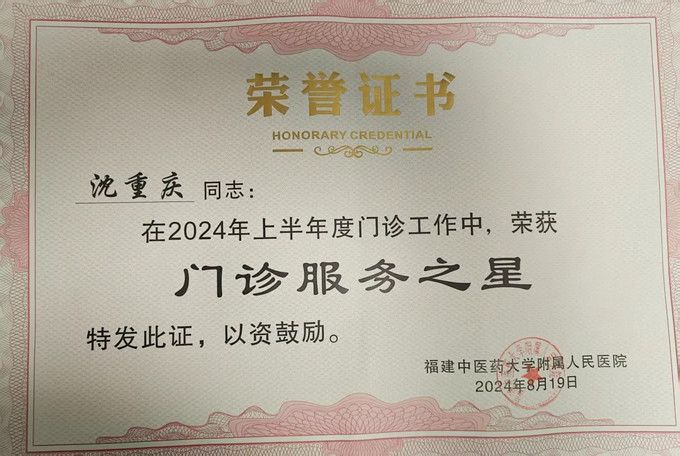 荣誉证书
HONORARY CREDENTIAL
沈重庆 同志：
在2024年上半年度门诊工作中，荣获
门诊服务之星
特发此证，以资鼓励。
福建中医药大学附属人民医院
2024年8月19日